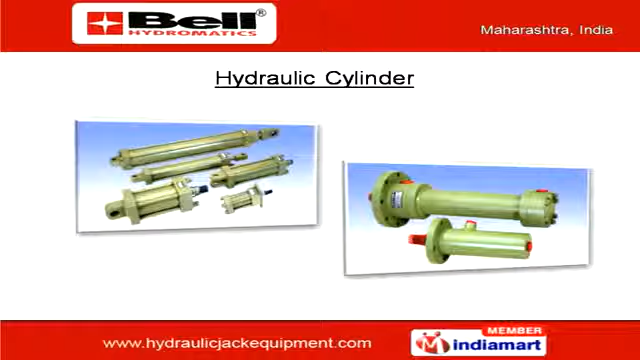 Bell
HYDROMATICS
Maharashtra, India
Hydraulic Cylinder
www.hydraulicjackequipment.com
MEMBER
indiamart